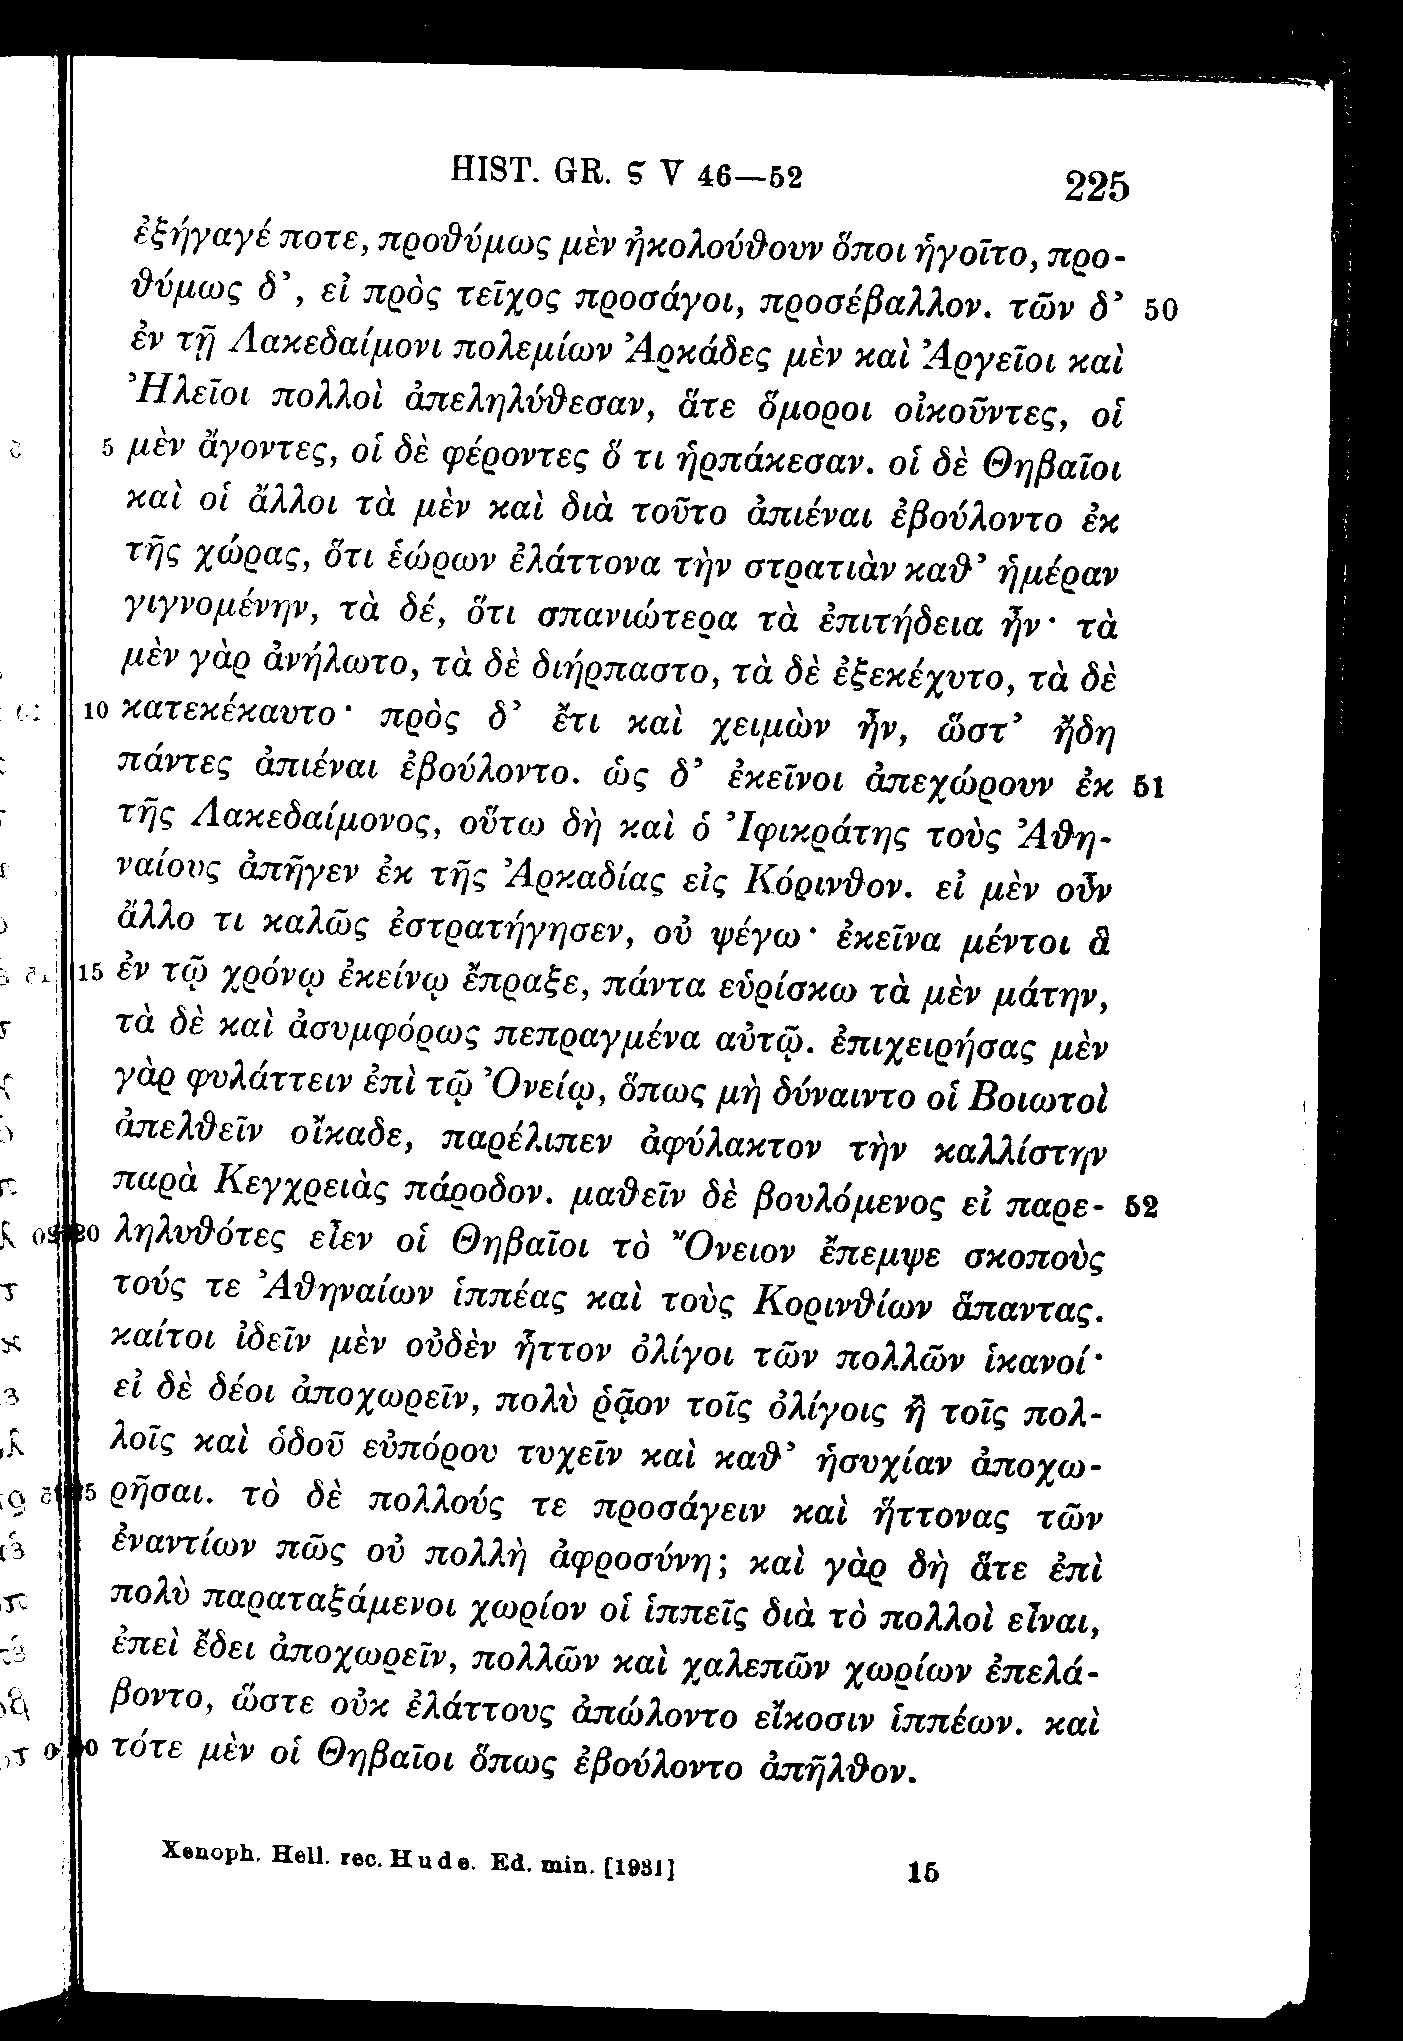 HIST. GR. Ϛ V 46—52 225
ἐξήγαγέ ποτε, προθύμως μὲν ἠκολούθουν ὅποι ἡγοῖτο, προ-
θύμως δ’, εἰ πρὸς τεῖχος προσάγοι, προσέβαλλον. τῶν δ’ 50
ἐν τῇ Λακεδαίμονι πολεμίων Ἀρκάδες μὲν καὶ Ἀργεῖοι καὶ
Ἠλεῖοι πολλοὶ ἀπεληλύθεσαν, ἅτε ὅμοροι οἰκοῦντες, οἱ
5 μὲν ἄγοντες, οἱ δὲ φέροντες ὅ τι ἡρπάκεσαν. οἱ δὲ Θηβαῖοι
καὶ οἱ ἄλλοι τὰ μὲν καὶ διὰ τοῦτο ἀπιέναι ἐβούλοντο ἐκ
τῆς χώρας, ὅτι ἑώρων ἐλάττονα τὴν στρατιὰν καθ’ ἡμέραν
γιγνομένην, τὰ δέ, ὅτι σπανιώτερα τὰ ἐπιτήδεια ἦν· τὰ
μὲν γὰρ ἀνήλωτο, τὰ δὲ διήρπαστο, τὰ δὲ ἐξεκέχυτο, τὰ δὲ
10 κατεκέκαυτο· πρὸς δ’ ἔτι καὶ χειμὼν ἦν, ὥστ’ ἤδη
πάντες ἀπιέναι ἐβούλοντο. ὡς δ’ ἐκεῖνοι ἀπεχώρουν ἐκ 51
τῆς Λακεδαίμονος, οὕτω δὴ καὶ ὁ Ἰφικράτης τοὺς Ἀθη-
ναίους ἀπῆγεν ἐκ τῆς Ἀρκαδίας εἰς Κόρινθον. εἰ μὲν οὖν
ἄλλο τι καλῶς ἐστρατήγησεν, οὐ ψέγω· ἐκεῖνα μέντοι ἃ
15 ἐν τῷ χρόνῳ ἐκείνῳ ἔπραξε, πάντα εὑρίσκω τὰ μὲν μάτην,
τὰ δὲ καὶ ἀσυμφόρως πεπραγμένα αὐτῷ. ἐπιχειρήσας μὲν
γὰρ φυλάττειν ἐπὶ τῷ Ὀνείῳ, ὅπως μὴ δύναιντο οἱ Βοιωτοὶ
ἀπελθεῖν οἴκαδε, παρέλιπεν ἀφύλακτον τὴν καλλίστην
παρὰ Κεγχρειὰς πάροδον. μαθεῖν δὲ βουλόμενος εἰ παρε- 52
20 ληλυθότες εἶεν οἱ Θηβαῖοι τὸ Ὄνειον ἔπεμψε σκοποὺς
τούς τε Ἀθηναίων ἱππέας καὶ τοὺς Κορινθίων ἅπαντας.
καίτοι ἰδεῖν μὲν οὐδὲν ἧττον ὀλίγοι τῶν πολλῶν ἱκανοί·
εἰ δὲ δέοι ἀποχωρεῖν, πολὺ ῥᾷον τοῖς ὀλίγοις ἢ τοῖς πολ-
λοῖς καὶ ὁδοῦ εὐπόρου τυχεῖν καὶ καθ’ ἡσυχίαν ἀποχω-
5 ρῆσαι. τὸ δὲ πολλούς τε προσάγειν καὶ ἥττονας τῶν
ἐναντίων πῶς οὐ πολλὴ ἀφροσύνη; καὶ γὰρ δὴ ἅτε ἐπὶ
πολὺ παραταξάμενοι χωρίον οἱ ἱππεῖς διὰ τὸ πολλοὶ εἶναι,
ἐπεὶ ἔδει ἀποχωρεῖν, πολλῶν καὶ χαλεπῶν χωρίων ἐπελά-
βοντο, ὥστε οὐκ ἐλάττους ἀπώλοντο εἴκοσιν ἱππέων. καὶ
0 τότε μὲν οἱ Θηβαῖοι ὅπως ἐβούλοντο ἀπῆλθον.
Xenoph. Hell. rec. Hude. Ed. min. [1931] 15